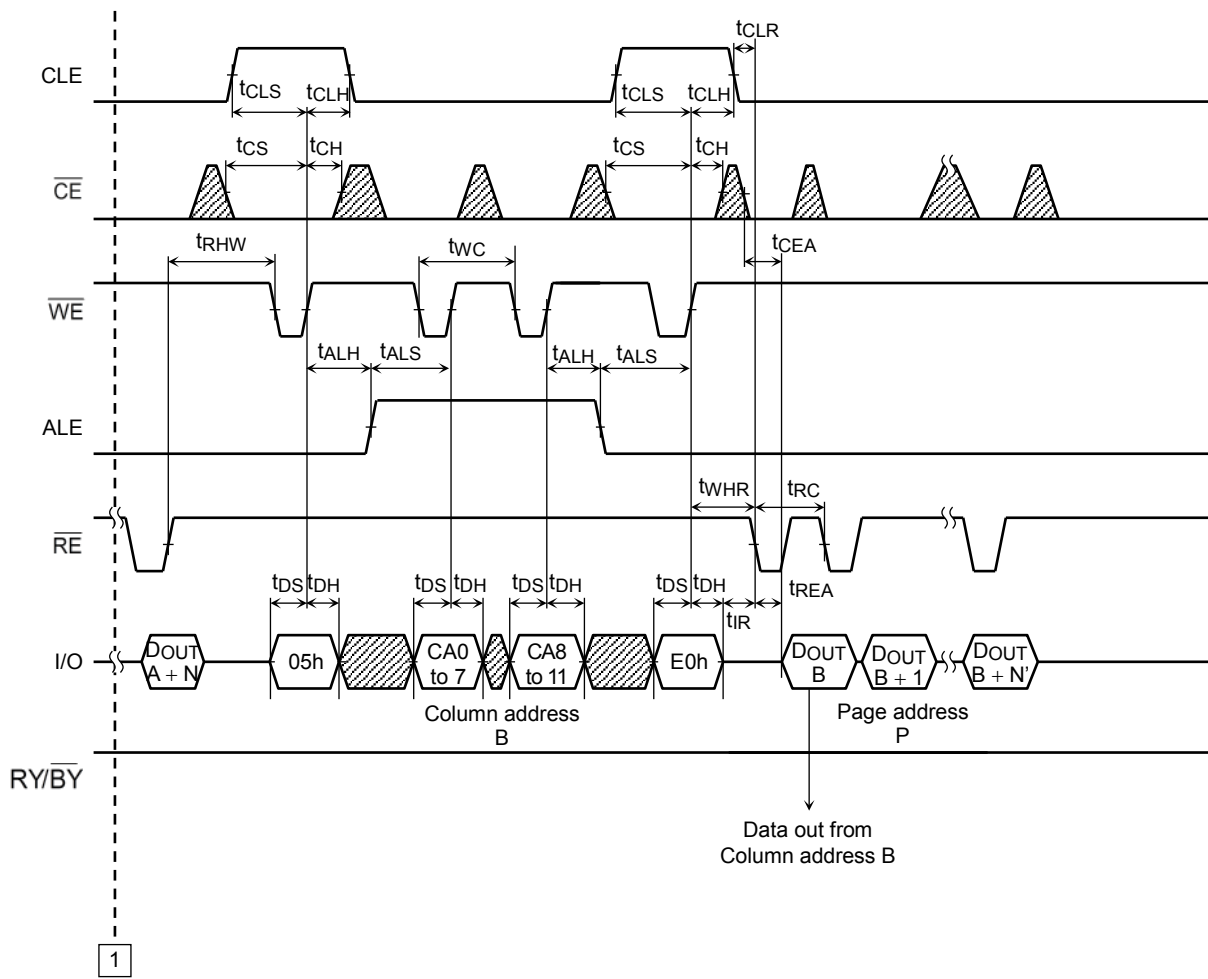 tCLR
CLE
tCLS tCLH tCLS tCLH
tCS tCH tCS tCH
CE
tRHW tWC tCEA
WE
tALH tALS tALH tALS
ALE
tWHR tRC
RE
tDS tDH tDS tDH tDS tDH tDS tDH tREA
tIR
I/O
DOUT A + N
05h
CA0 to 7
CA8 to 11
E0h
DOUT B
DOUT B + 1
DOUT B + N'
Column address
B
Page address
P
RY/BY
Data out from
Column address B
1